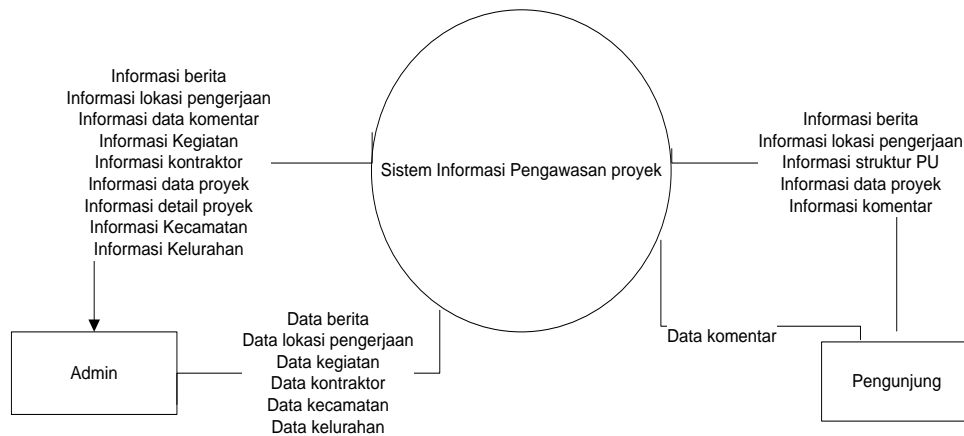 Informasi berita
Informasi lokasi pengerjaan
Informasi data komentar
Informasi Kegiatan
Informasi kontraktor
Informasi data proyek
Informasi detail proyek
Informasi Kecamatan
Informasi Kelurahan
Sistem Informasi Pengawasan proyek
Informasi berita
Informasi lokasi pengerjaan
Informasi struktur PU
Informasi data proyek
Informasi komentar
Admin
Data berita
Data lokasi pengerjaan
Data kegiatan
Data kontraktor
Data kecamatan
Data kelurahan
Data komentar
Pengunjung